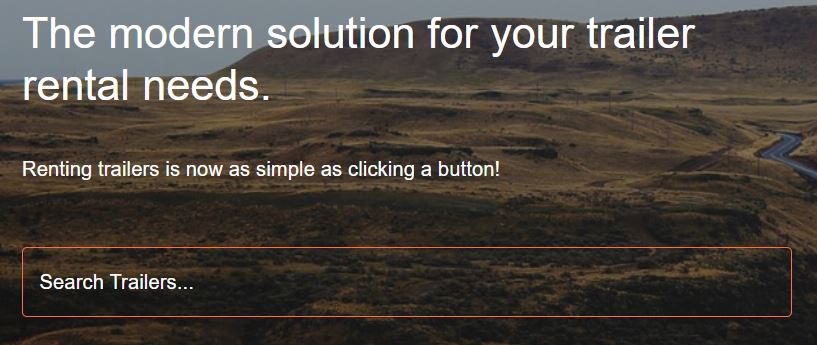 The modern solution for your trailer
rental needs.
Renting trailers is now as simple as clicking a button!
Search Trailers...